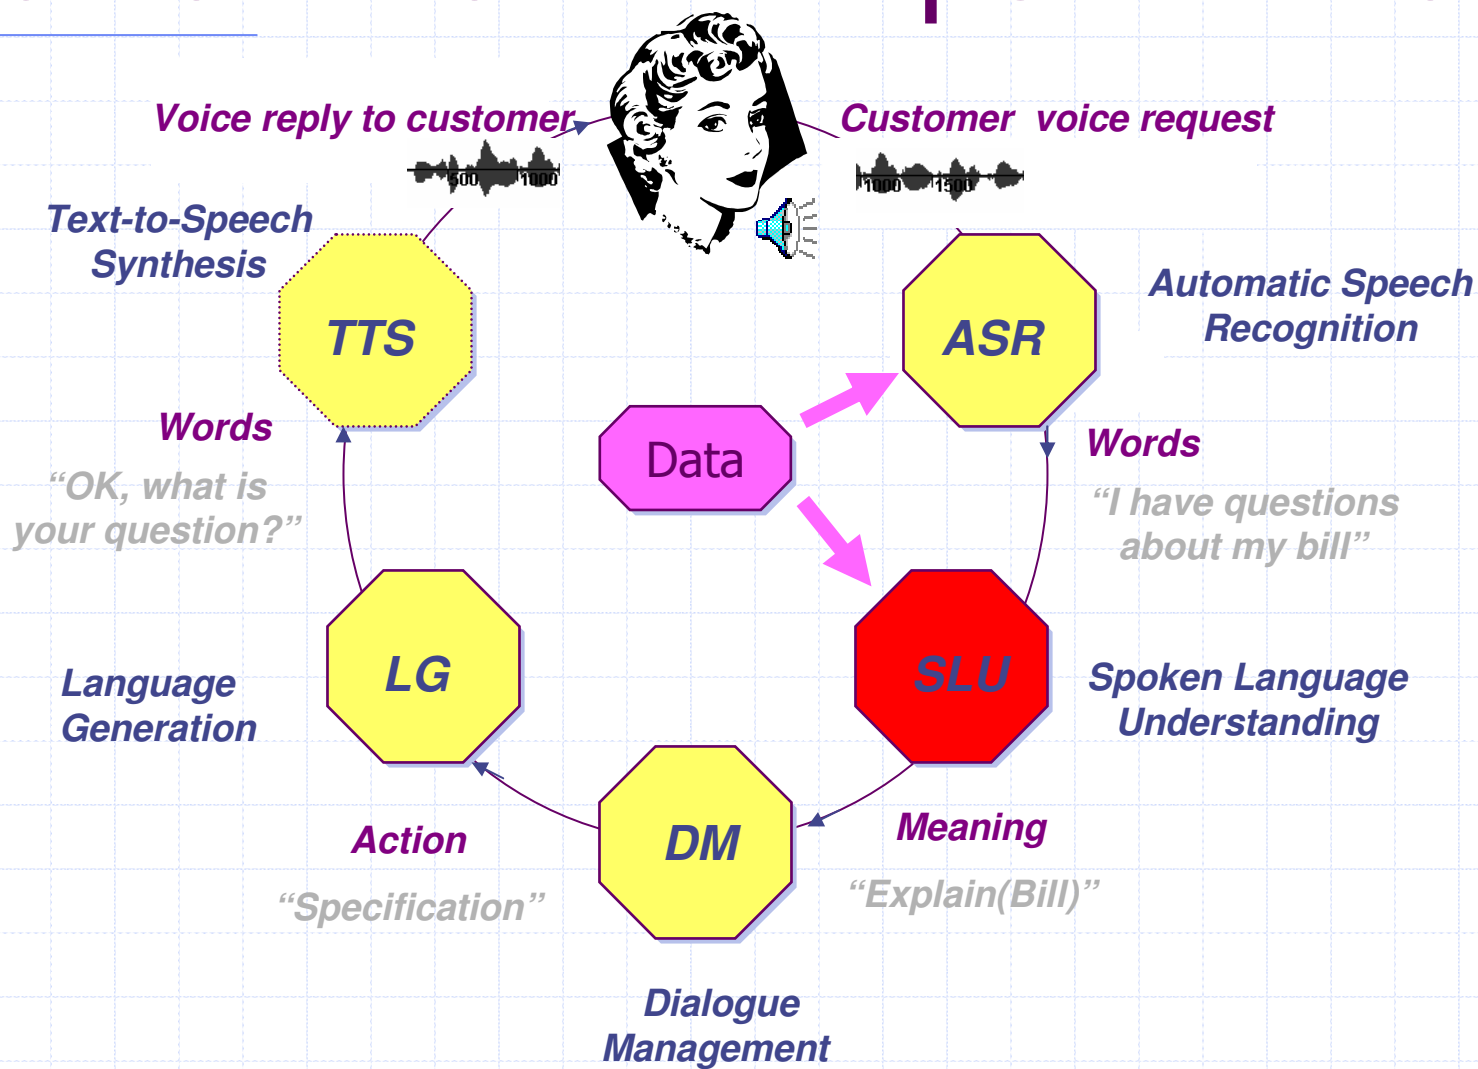 Voice reply to customer
Customer voice request
500 1000
1000 1500
Text-to-Speech
Synthesis
TTS
ASR
Automatic Speech
Recognition
Data
Words
“OK, what is
your question?”
Words
“I have questions
about my bill”
LG
Language
Generation
SLU
Spoken Language
Understanding
DM
Action
“Specification”
Meaning
“Explain(Bill)”
Dialogue
Management